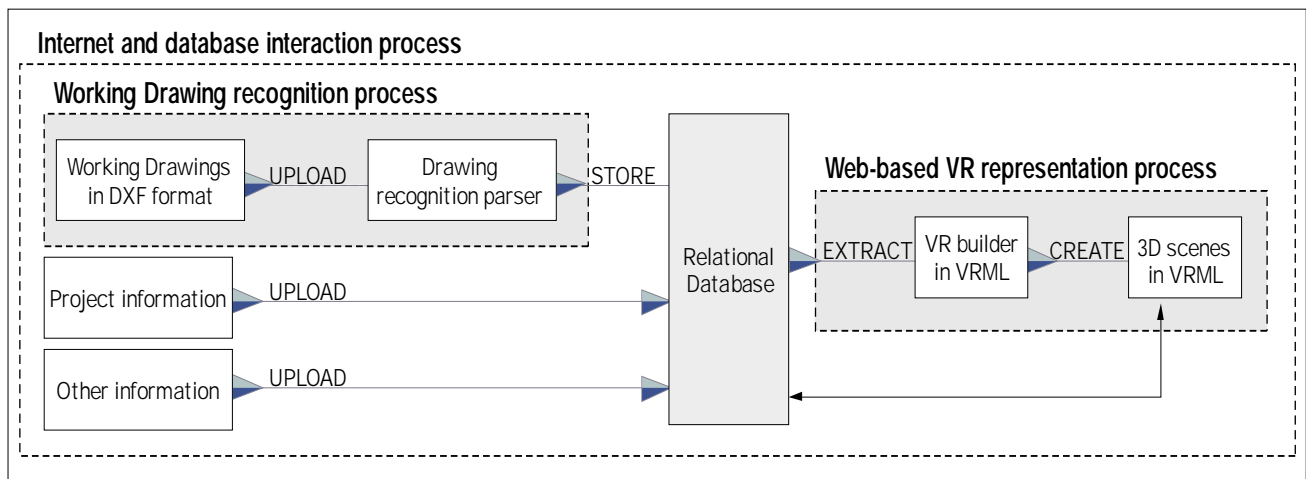 Internet and database interaction process
Working Drawing recognition process
Working Drawings
in DXF format
UPLOAD
Drawing
recognition parser
STORE
Project information
UPLOAD
Other information
UPLOAD
Relational
Database
Web-based VR representation process
EXTRACT
VR builder
in VRML
CREATE
3D scenes
in VRML